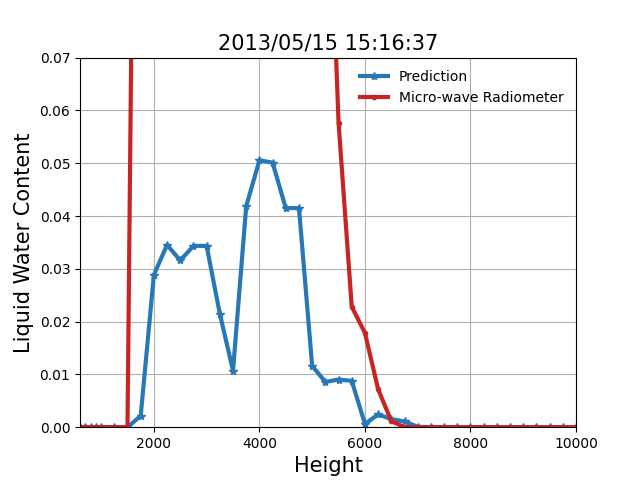 2013/05/15 15:16:37
Prediction
Micro-wave Radiometer
Liquid Water Content
0.07
0.06
0.05
0.04
0.03
0.02
0.01
0.00
2000 4000 6000 8000 10000
Height